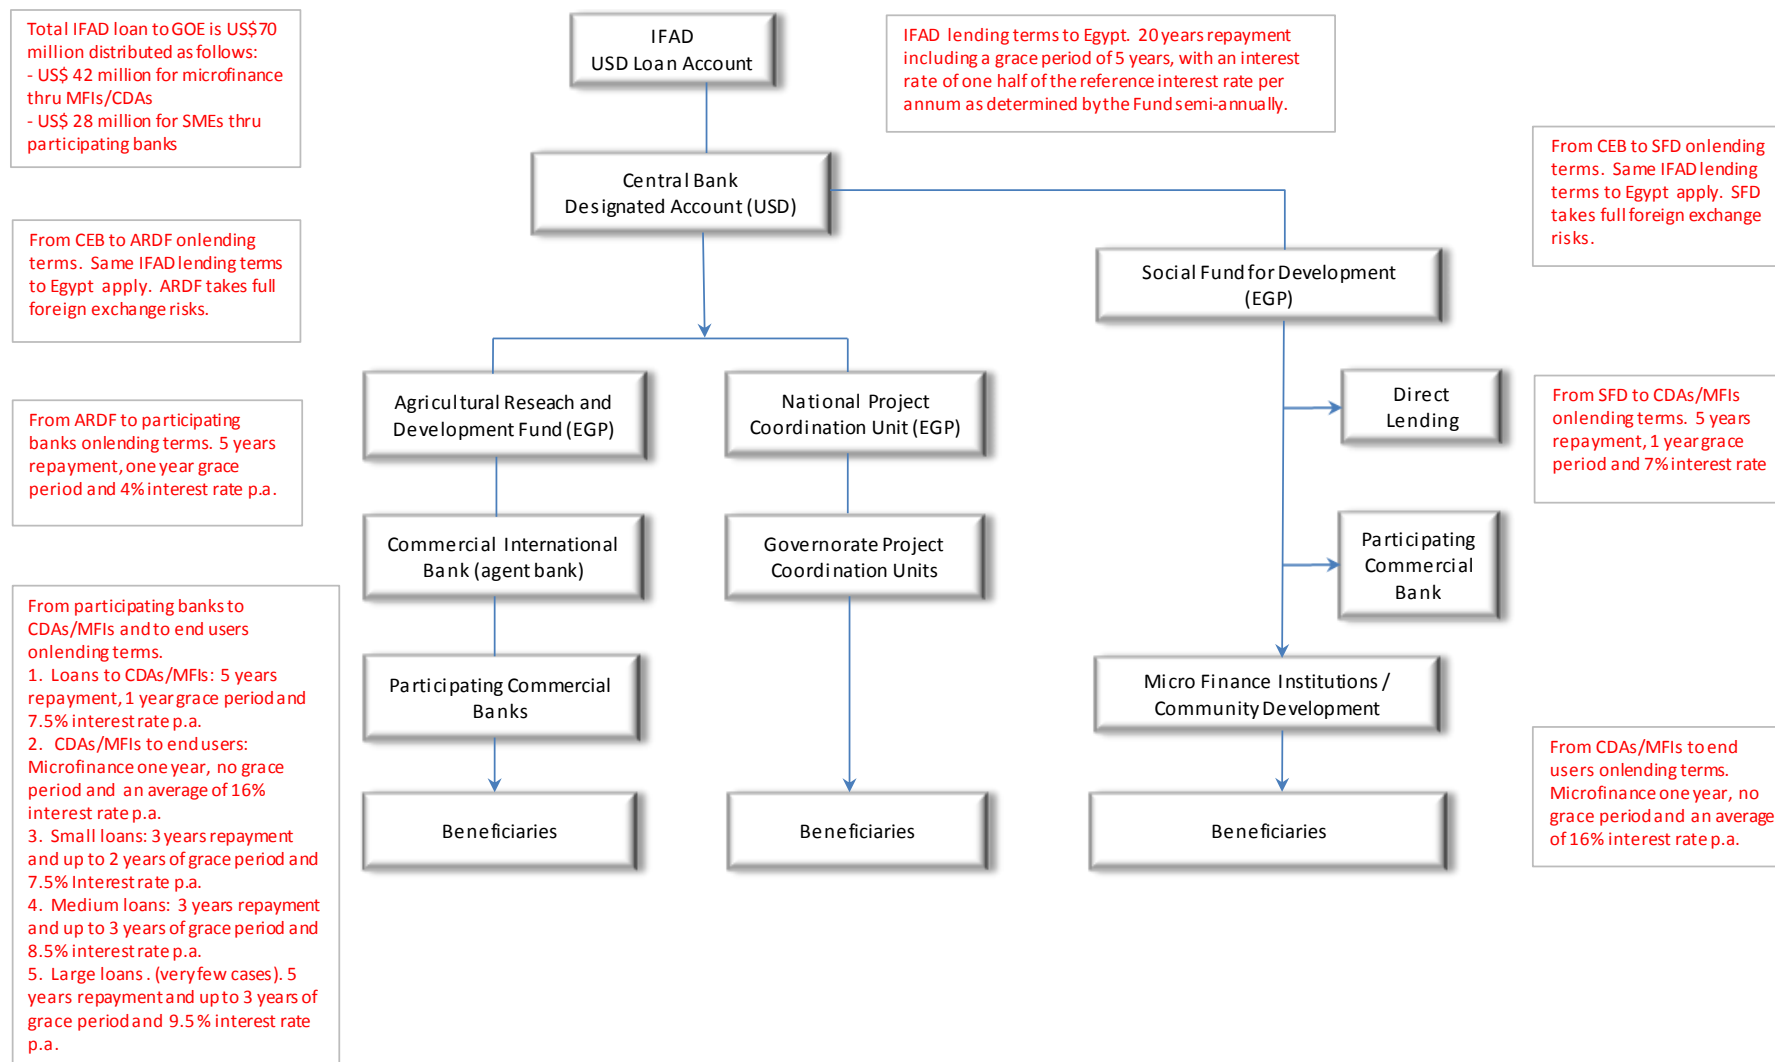 Total IFAD loan to GOE is US$70
million distributed as follows:
- US$ 42 million for microfinance
thru MFIs/CDAs
- US$ 28 million for SMEs thru
participating banks
IFAD
USD Loan Account
IFAD lending terms to Egypt. 20 years repayment
including a grace period of 5 years, with an interest
rate of one half of the reference interest rate per
annum as determined by the Fund semi-annually.
Central Bank
Designated Account (USD)
From CEB to SFD onlending
terms. Same IFAD lending
terms to Egypt apply. SFD
takes full foreign exchange
risks.
From CEB to ARDF onlending
terms. Same IFAD lending terms
to Egypt apply. ARDF takes full
foreign exchange risks.
Social Fund for Development
(EGP)
Agricultural Reseach and
Development Fund (EGP)
National Project
Coordination Unit (EGP)
Direct
Lending
From ARDF to participating
banks onlending terms. 5 years
repayment, one year grace
period and 4% interest rate p.a.
From SFD to CDAs/MFIs
onlending terms. 5 years
repayment, 1 year grace
period and 7% interest rate
Commercial International
Bank (agent bank)
Governorate Project
Coordination Units
Participating
Commercial
Bank
From participating banks to
CDAs/MFIs and to end users
onlending terms.
1. Loans to CDAs/MFIs: 5 years
repayment, 1 year grace period and
7.5% interest rate p.a.
2. CDAs/MFIs to end users:
Microfinance one year, no grace
period and an average of 16%
interest rate p.a.
3. Small loans: 3 years repayment
and up to 2 years of grace period and
7.5% Interest rate p.a.
4. Medium loans: 3 years repayment
and up to 3 years of grace period and
8.5% interest rate p.a.
5. Large loans . (very few cases). 5
years repayment and up to 3 years of
grace period and 9.5% interest rate
p.a.
Participating Commercial
Banks
Micro Finance Institutions /
Community Development
From CDAs/MFIs to end
users onlending terms.
Microfinance one year, no
grace period and an average
of 16% interest rate p.a.
Beneficiaries
Beneficiaries
Beneficiaries